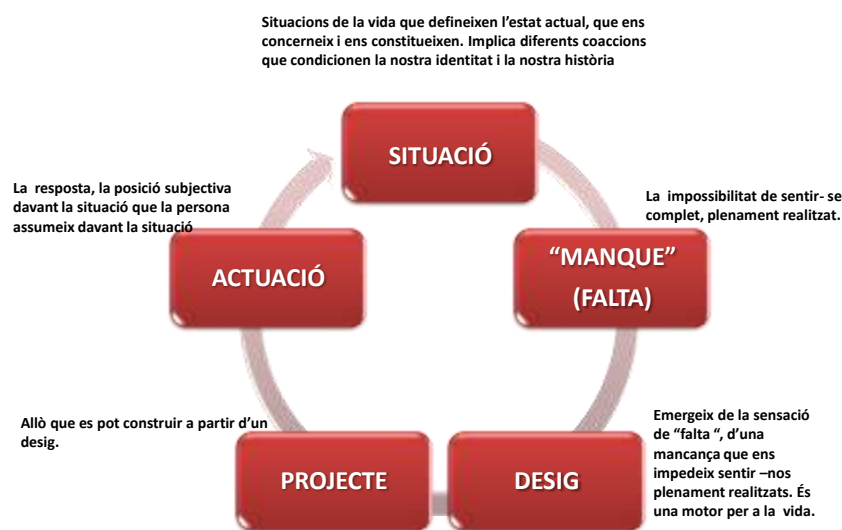 Situacions de la vida que defineixen l’estat actual, que ens
concerneix i ens constitueixen. Implica diferents coaccions
que condicionen la nostra identitat i la nostra història
SITUACIÓ
La impossibilitat de sentir- se
complet, plenament realitzat.
“MANQUE”
(FALTA)
Emergeix de la sensació
de “falta “, d’una
mancança que ens
impedeix sentir –nos
plenament realitzats. És
una motor per a la vida.
DESIG
PROJECTE
Allò que es pot construir a partir d’un
desig.
ACTUACIÓ
La resposta, la posició subjectiva
davant la situació que la persona
assumeix davant la situació